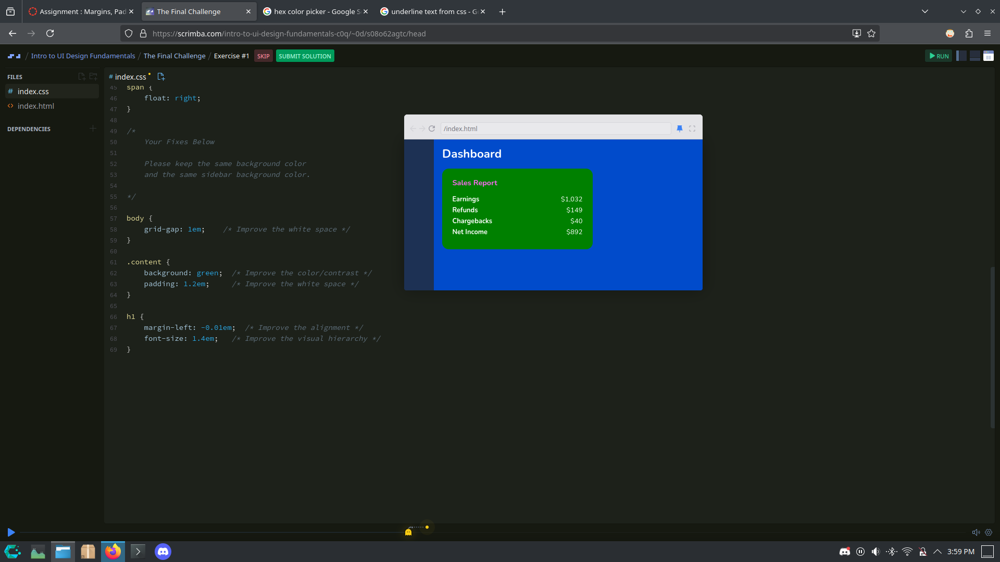 Assignment : Margins, Pad
The Final Challenge
hex color picker - Google S
underline text from css - G
https://scrimba.com/intro-to-ui-design-fundamentals-c0q/~0d/s08o62agtc/head
/ Intro to UI Design Fundamentals / The Final Challenge / Exercise #1 SKIP SUBMIT SOLUTION
RUN
FILES
# index.css
<> index.html
DEPENDENCIES
# index.css
45 span {
46 float: right;
47 }
48
49 /*
50 Your Fixes Below
51
52 Please keep the same background color
53 and the same sidebar background color.
54
55 */
56
57 body {
58 grid-gap: 1em; /* Improve the white space */
59 }
60
61 .content {
62 background: green; /* Improve the color/contrast */
63 padding: 1.2em; /* Improve the white space */
64 }
65
66 h1 {
67 margin-left: -0.01em; /* Improve the alignment */
68 font-size: 1.4em; /* Improve the visual hierarchy */
69 }
/index.html
Dashboard
Sales Report
Earnings $1,032
Refunds $149
Chargebacks $40
Net Income $892
3:59 PM